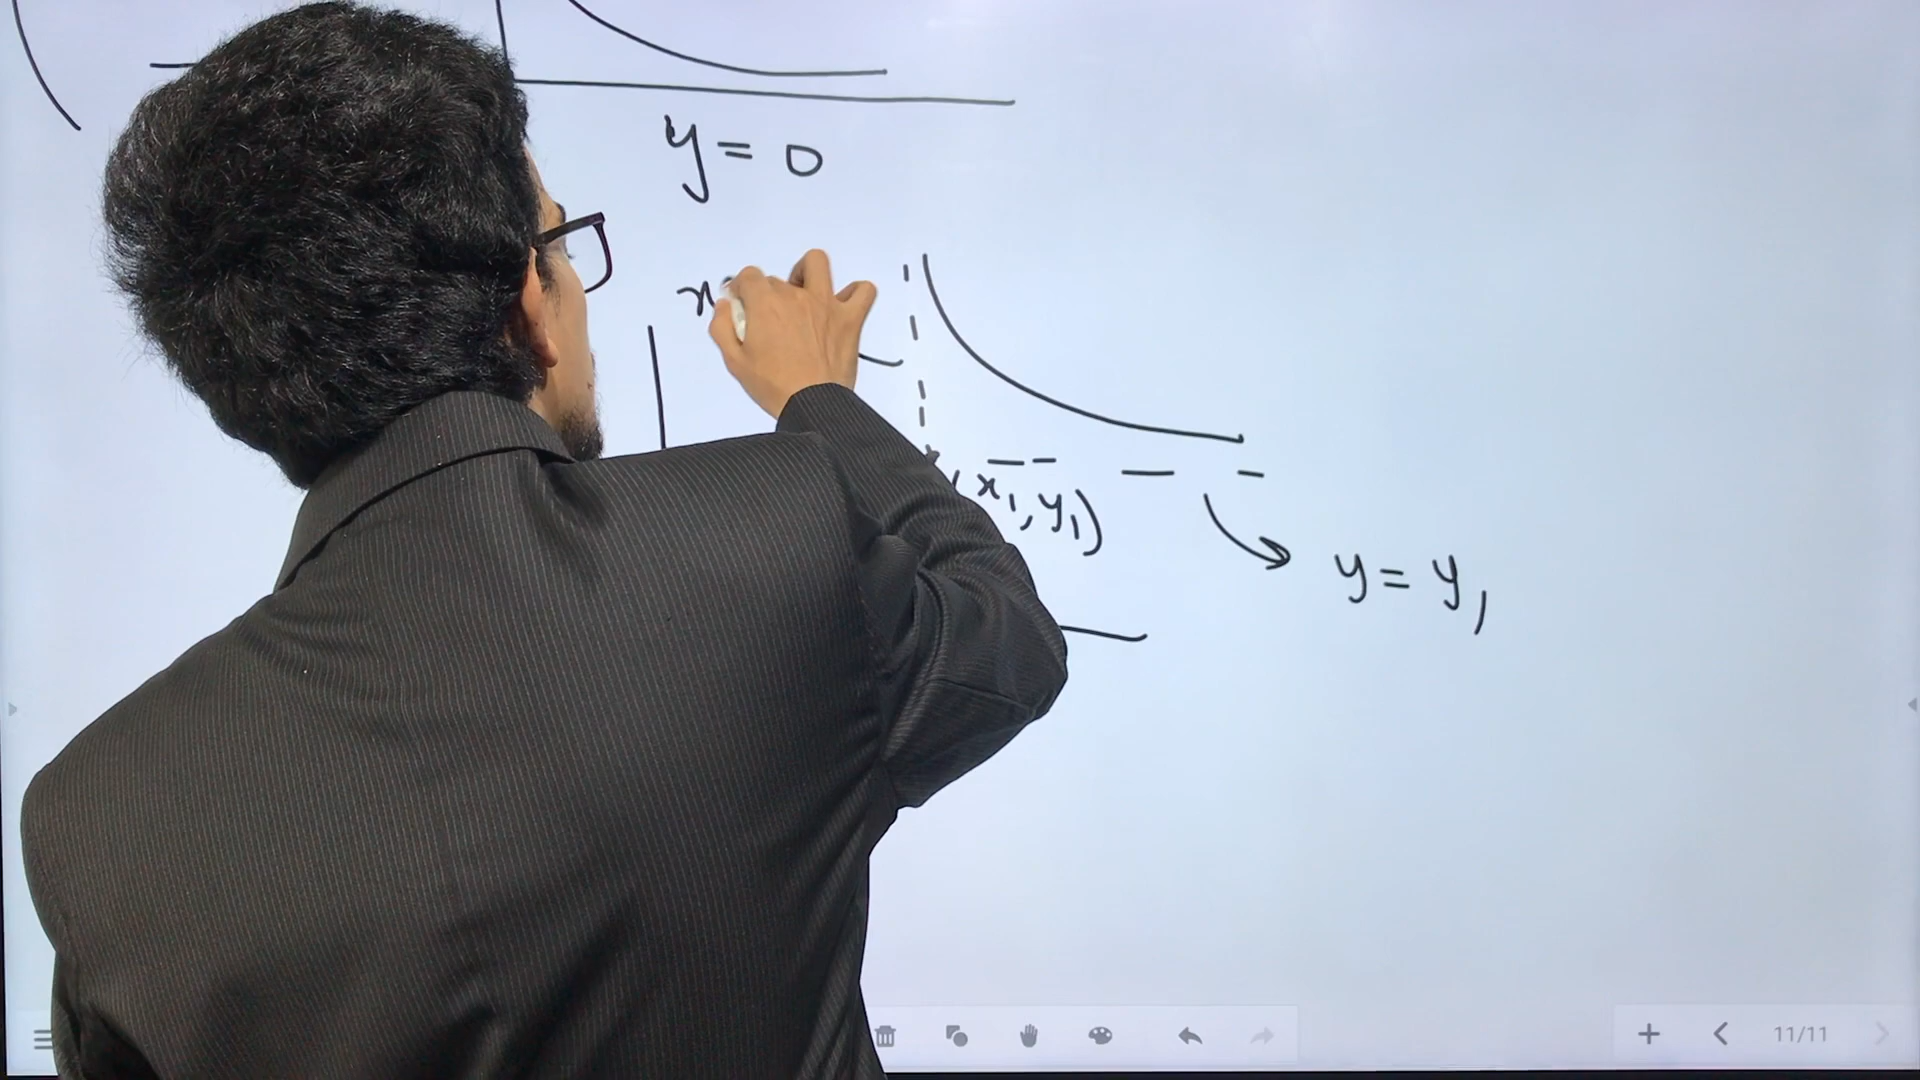 y = 0
x
(x₁, y₁)
y = y₁
11/11